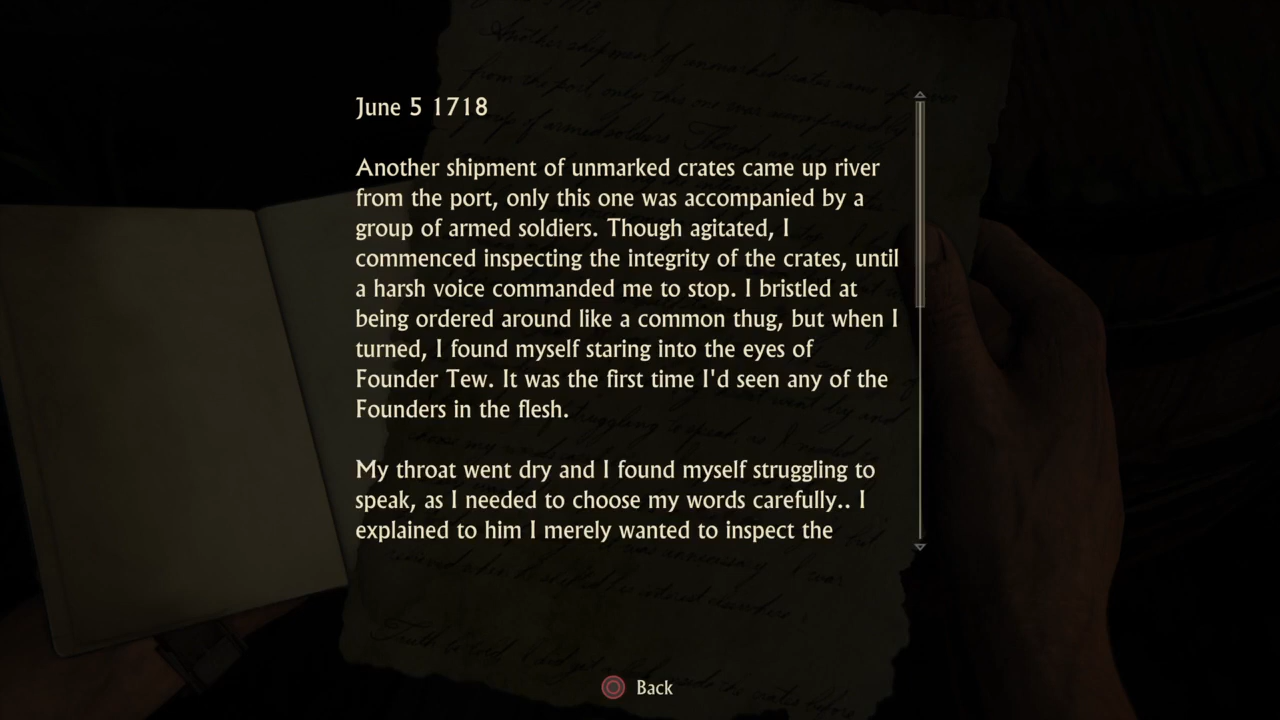 June 5 1718
Another shipment of unmarked crates came up river
from the port, only this one was accompanied by a
group of armed soldiers. Though agitated, I
commenced inspecting the integrity of the crates, until
a harsh voice commanded me to stop. I bristled at
being ordered around like a common thug, but when I
turned, I found myself staring into the eyes of
Founder Tew. It was the first time I'd seen any of the
Founders in the flesh.
My throat went dry and I found myself struggling to
speak, as I needed to choose my words carefully.. I
explained to him I merely wanted to inspect the
Back